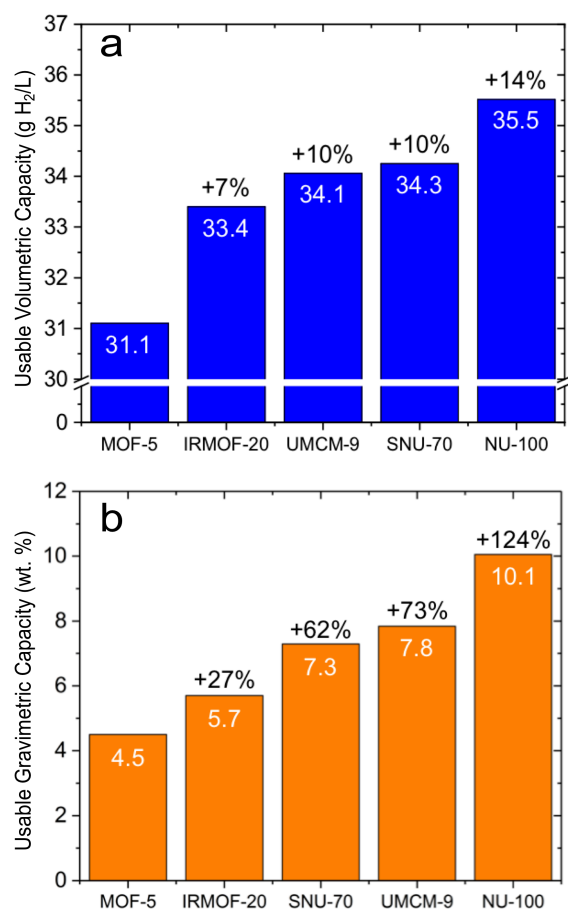 a
Usable Volumetric Capacity (g H₂/L)
37
36
35
34
33
32
31
30
0
+7%
+10%
+10%
+14%
31.1
33.4
34.1
34.3
35.5
MOF-5
IRMOF-20
UMCM-9
SNU-70
NU-100
b
Usable Gravimetric Capacity (wt. %)
12
10
8
6
4
2
0
+27%
+62%
+73%
+124%
4.5
5.7
7.3
7.8
10.1
MOF-5
IRMOF-20
SNU-70
UMCM-9
NU-100